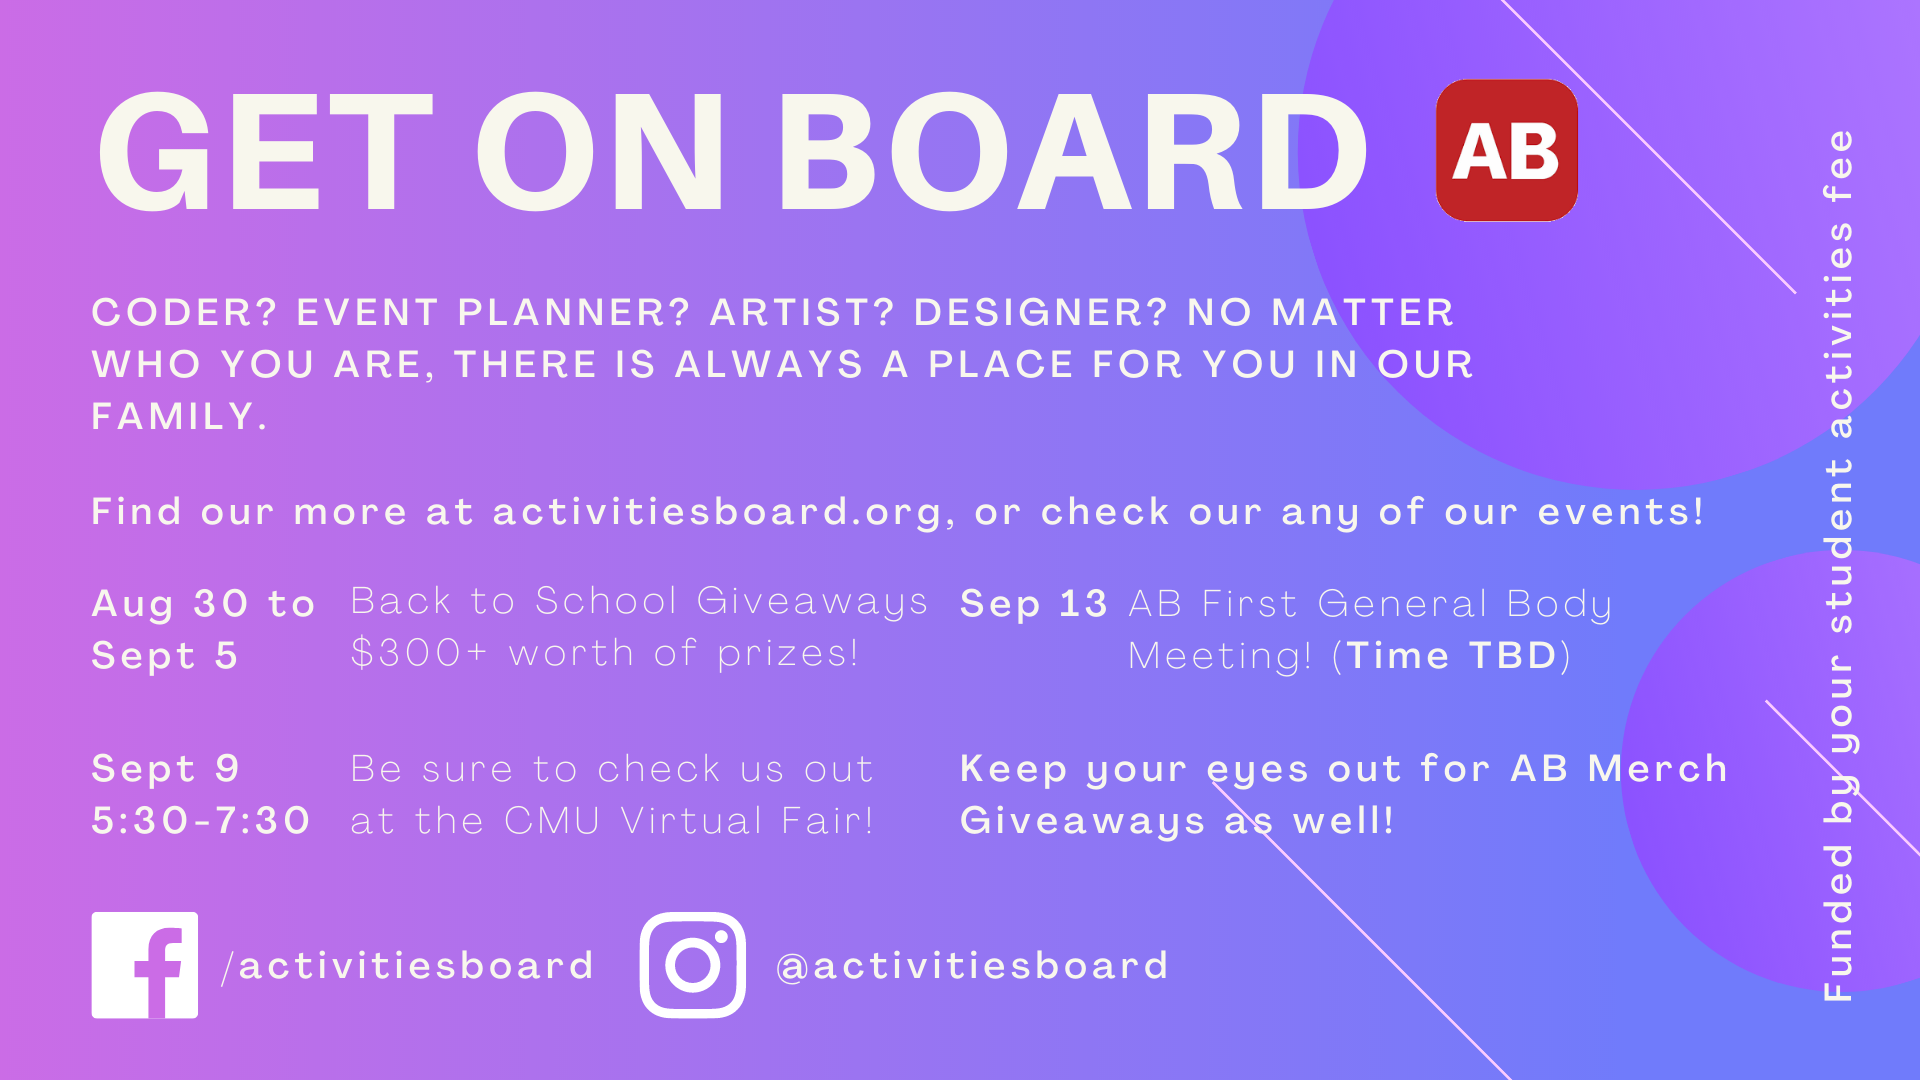 GET ON BOARD
AB
CODER? EVENT PLANNER? ARTIST? DESIGNER? NO MATTER
WHO YOU ARE, THERE IS ALWAYS A PLACE FOR YOU IN OUR
FAMILY.
Find our more at activitiesboard.org, or check our any of our events!
Aug 30 to
Sept 5
Back to School Giveaways
$300+ worth of prizes!
Sep 13
AB First General Body
Meeting! (Time TBD)
Sept 9
5:30-7:30
Be sure to check us out
at the CMU Virtual Fair!
Keep your eyes out for AB Merch
Giveaways as well!
/activitiesboard
@activitiesboard
Funded by your student activities fee